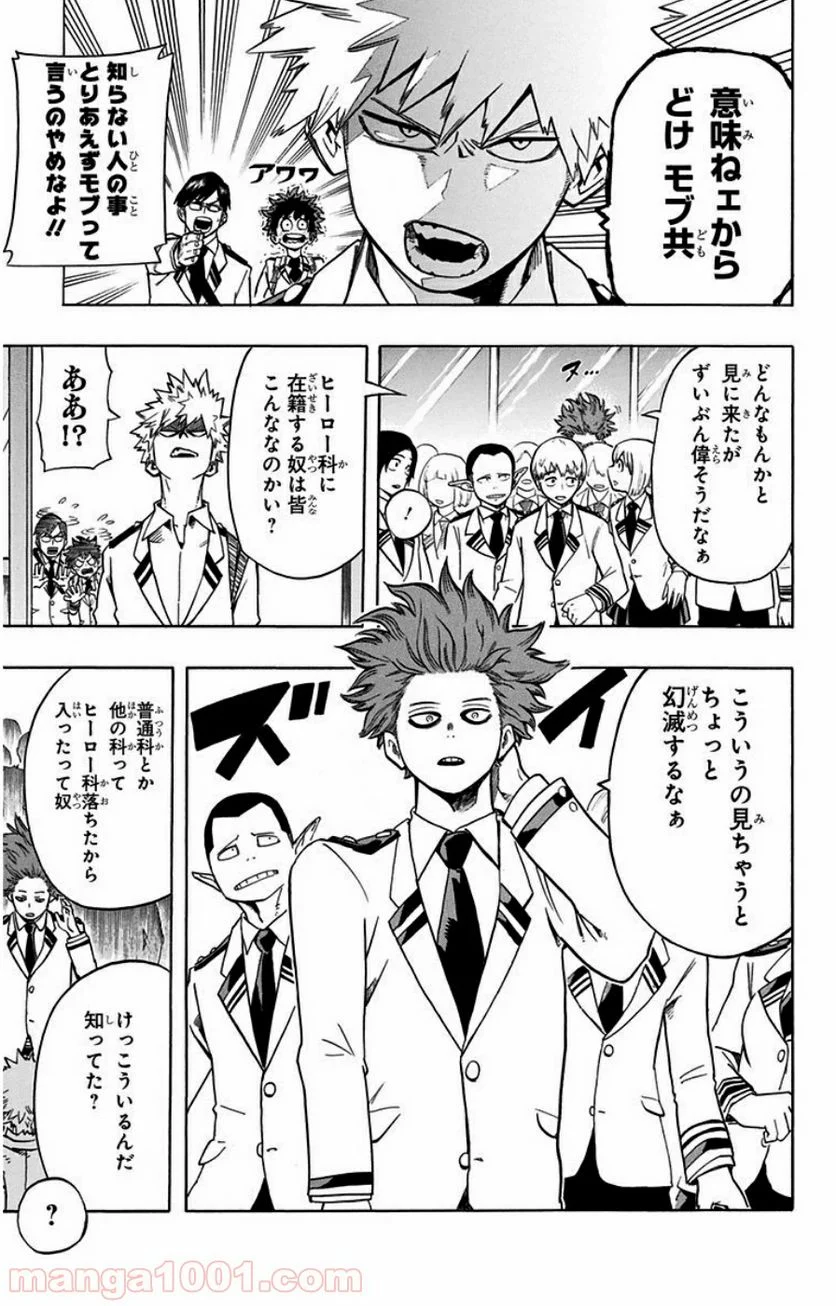 意味ねェから
どけ モブ共
アワワ
知らない人の事
とりあえずモブって
言うのやめなよ!!
どんなもんかと
見に来たが
ずいぶん偉そうだなぁ
ヌ…
!
ヒーロー科に
在籍する奴は皆
こんななのかい?
ああ!?
こういうの見ちゃうと
ちょっと
幻滅するなぁ
ズイ
普通科とか
他の科って
ヒーロー科落ちたから
入ったって奴
けっこういるんだ
知ってた?
?
manga1001.com